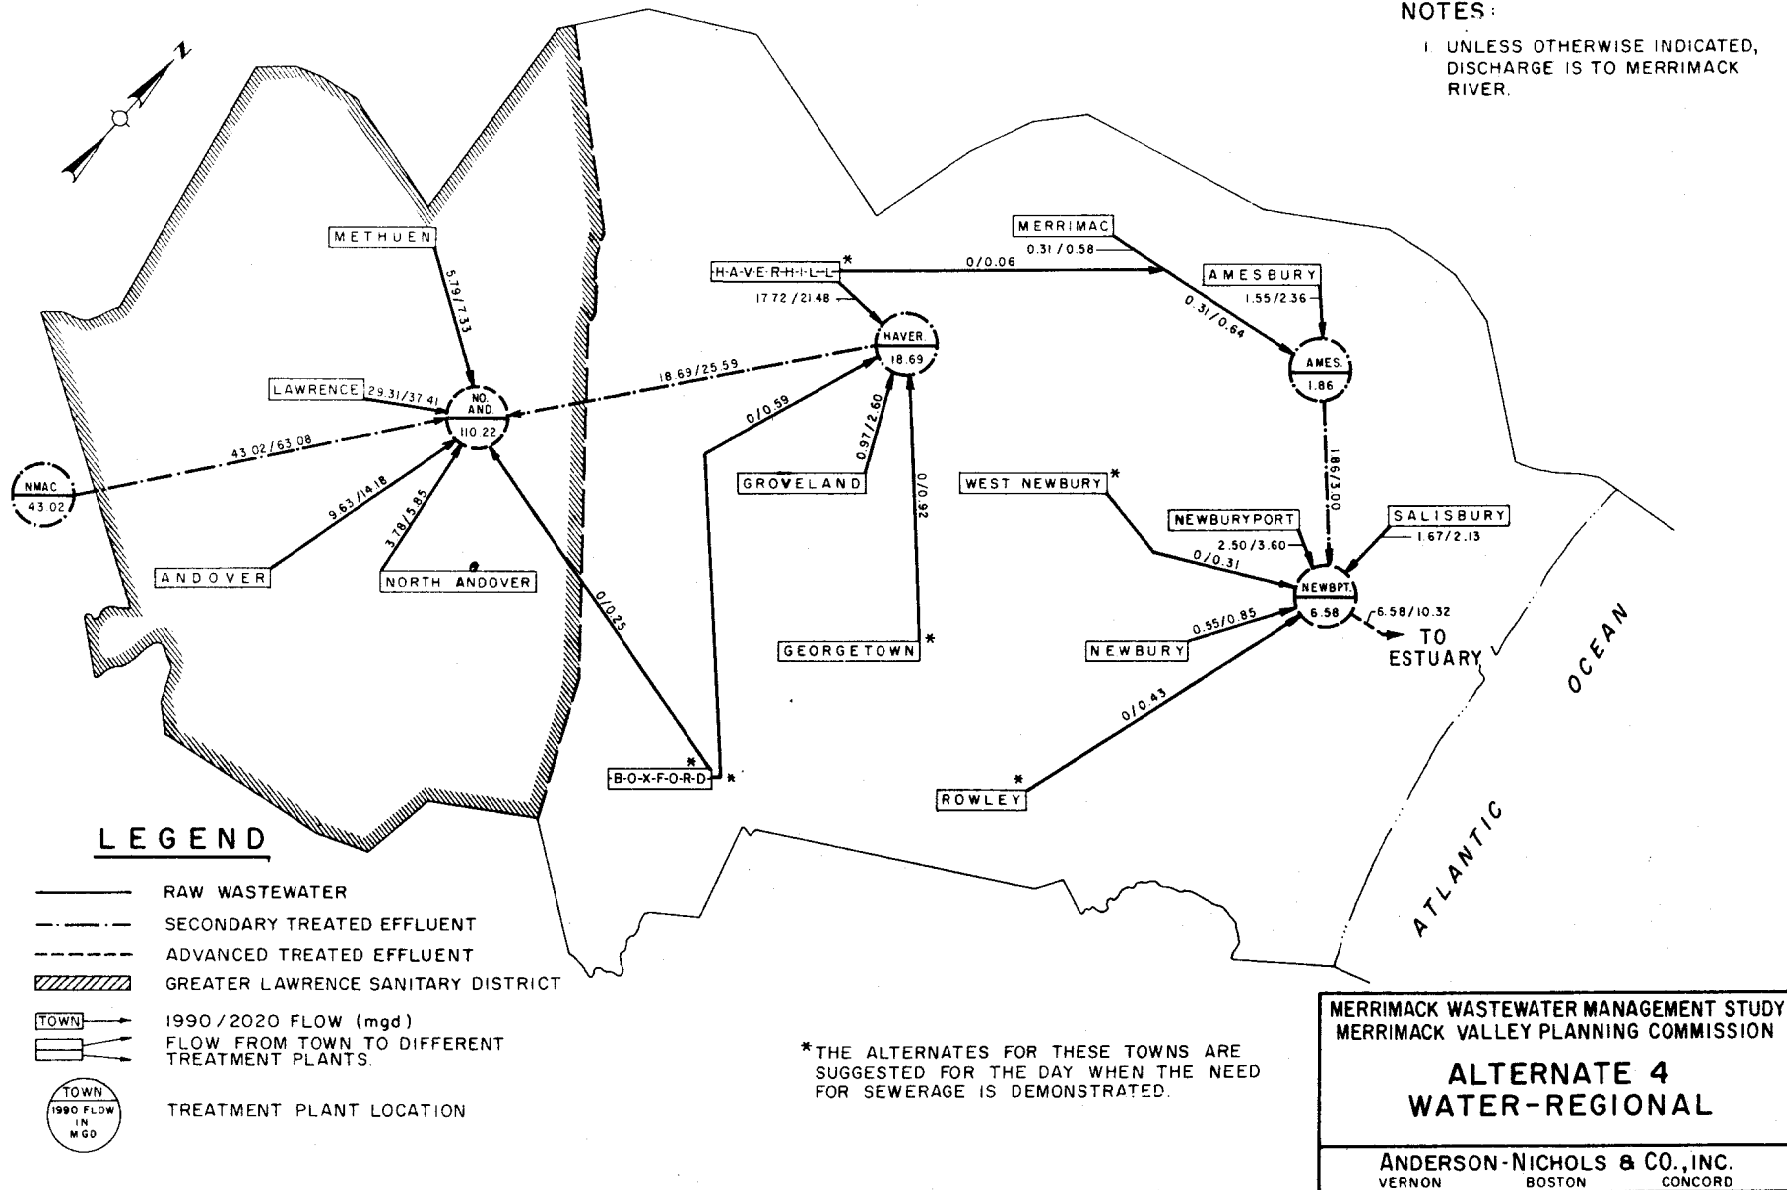 NOTES:
1. UNLESS OTHERWISE INDICATED,
DISCHARGE IS TO MERRIMACK
RIVER.
Z
METHUEN
5.79/7.33
LAWRENCE
29.31/37.41
NO.
AND.
110.22
43.02/63.08
NMAC
43.02
9.63/14.18
3.78/5.85
ANDOVER
NORTH ANDOVER
0/0.25
HAVERHILL *
17.72/21.48
0/0.06
HAVER.
18.69
18.69/25.59
0/0.59
0.97/2.60
0/0.92
GROVELAND
GEORGETOWN *
BOXFORD
*
*
MERRIMAC
0.31/0.58
0.31/0.64
AMESBURY
1.55/2.36
AMES.
1.86
1.86/3.00
WEST NEWBURY *
0/0.31
NEWBURYPORT
2.50/3.60
SALISBURY
1.67/2.13
NEWBPT.
6.58
6.58/10.32
TO
ESTUARY
0.55/0.85
NEWBURY
0/0.43
ROWLEY
*
ATLANTIC OCEAN
LEGEND
RAW WASTEWATER
SECONDARY TREATED EFFLUENT
ADVANCED TREATED EFFLUENT
GREATER LAWRENCE SANITARY DISTRICT
TOWN
1990/2020 FLOW (mgd)
FLOW FROM TOWN TO DIFFERENT
TREATMENT PLANTS.
TOWN
1990 FLOW
IN
MGD
TREATMENT PLANT LOCATION
*THE ALTERNATES FOR THESE TOWNS ARE
SUGGESTED FOR THE DAY WHEN THE NEED
FOR SEWERAGE IS DEMONSTRATED.
MERRIMACK WASTEWATER MANAGEMENT STUDY
MERRIMACK VALLEY PLANNING COMMISSION
ALTERNATE 4
WATER-REGIONAL
ANDERSON-NICHOLS & CO., INC.
VERNON BOSTON CONCORD